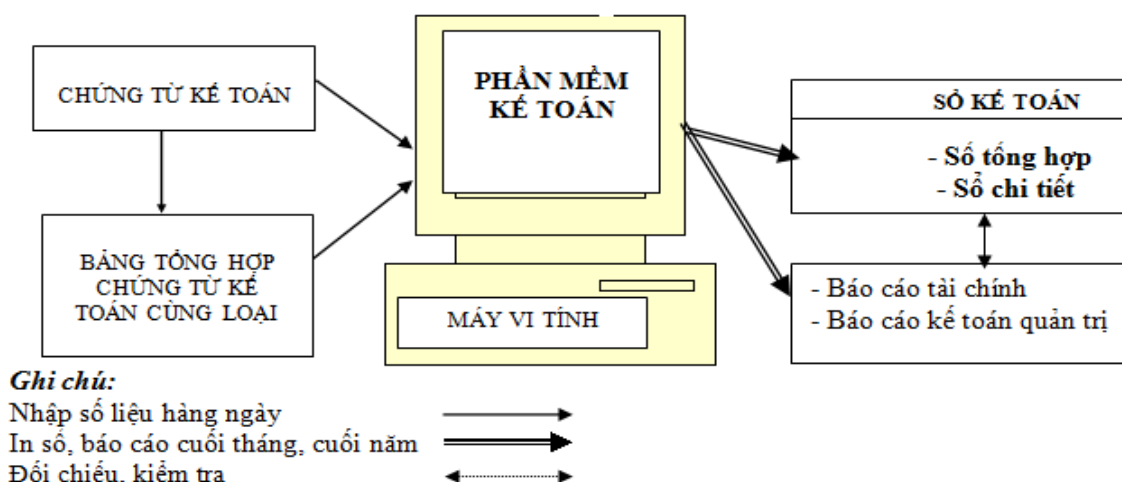 CHỨNG TỪ KẾ TOÁN
BẢNG TỔNG HỢP
CHỨNG TỪ KẾ
TOÁN CÙNG LOẠI
PHẦN MỀM
KẾ TOÁN
MÁY VI TÍNH
SỔ KẾ TOÁN
- Sổ tổng hợp
- Sổ chi tiết
- Báo cáo tài chính
- Báo cáo kế toán quản trị
Ghi chú:
Nhập số liệu hàng ngày
In sổ, báo cáo cuối tháng, cuối năm
Đối chiếu, kiểm tra